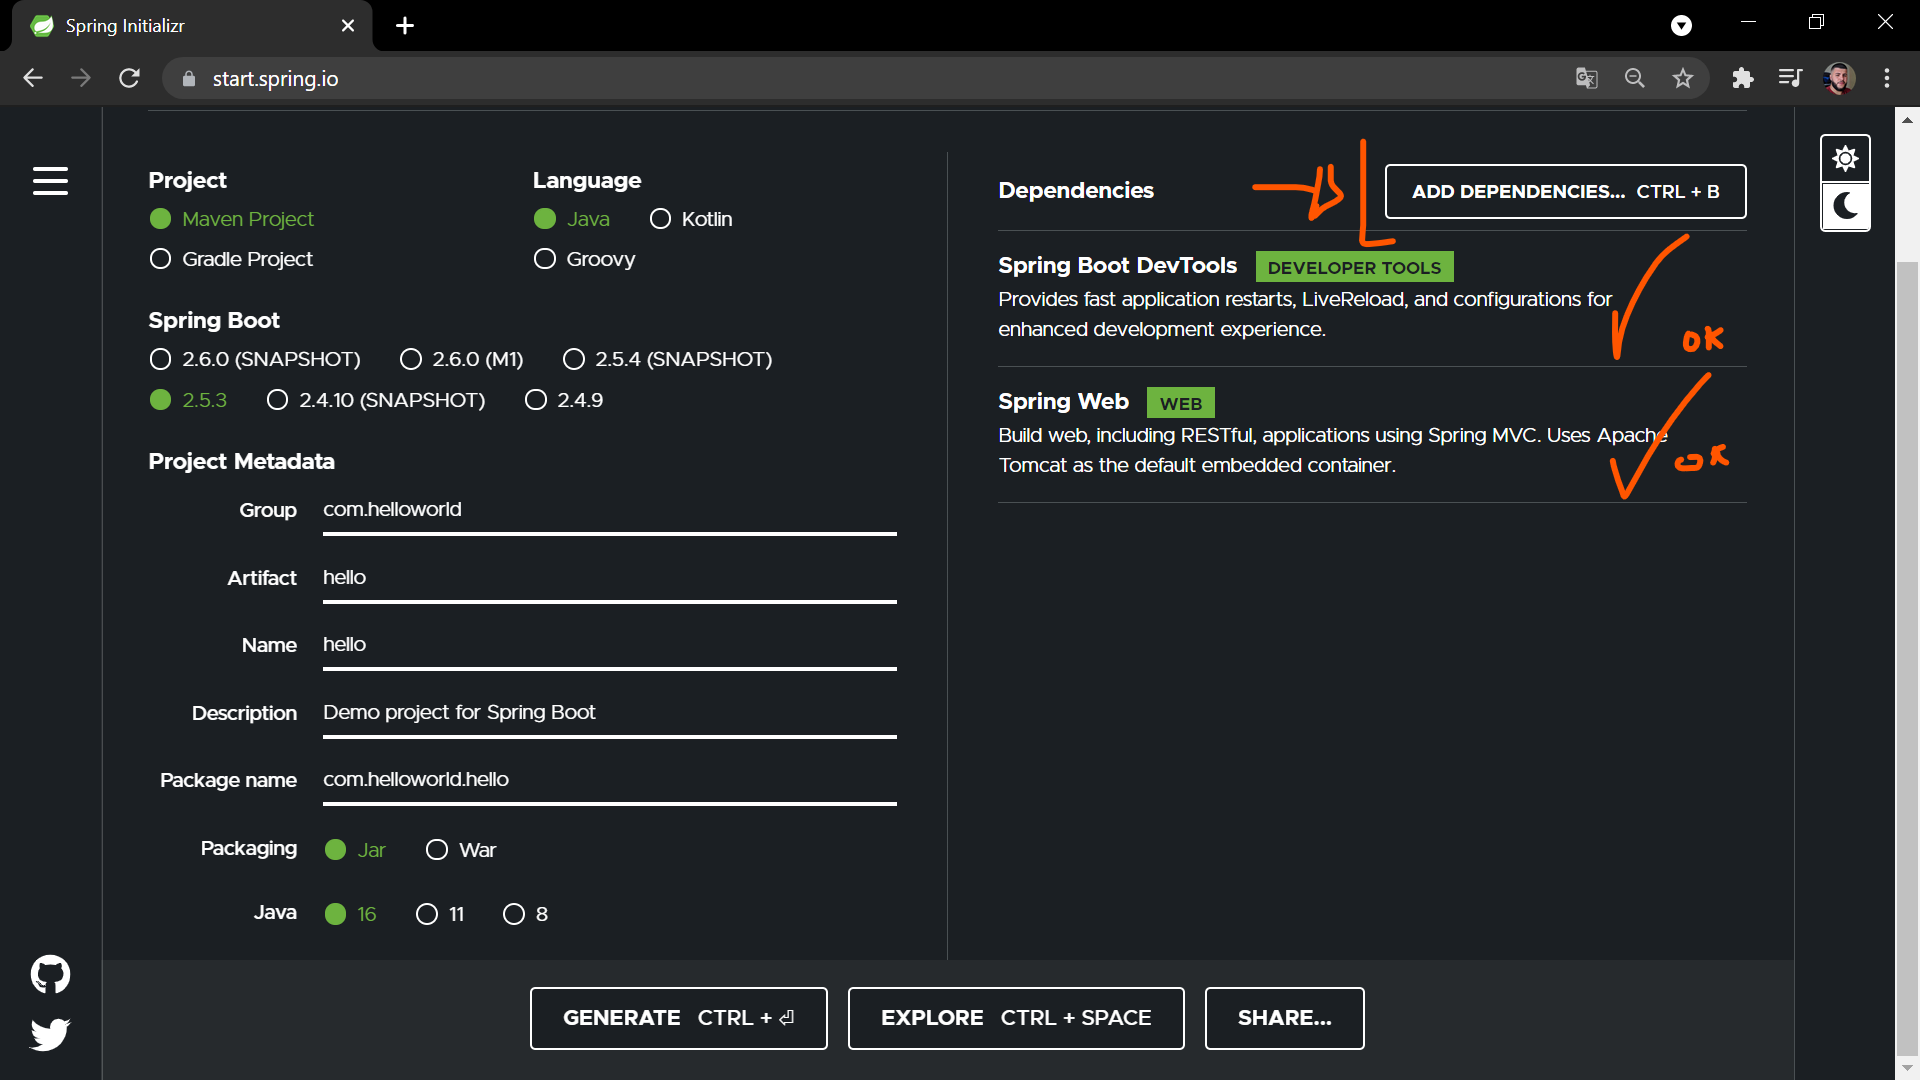 Spring Initializr
start.spring.io
Project
Maven Project
Gradle Project
Language
Java
Kotlin
Groovy
Spring Boot
2.6.0 (SNAPSHOT)
2.6.0 (M1)
2.5.4 (SNAPSHOT)
2.5.3
2.4.10 (SNAPSHOT)
2.4.9
Project Metadata
Group com.helloworld
Artifact hello
Name hello
Description Demo project for Spring Boot
Package name com.helloworld.hello
Packaging Jar War
Java 16 11 8
Dependencies
ADD DEPENDENCIES... CTRL + B
Spring Boot DevTools DEVELOPER TOOLS
Provides fast application restarts, LiveReload, and configurations for
enhanced development experience.
OK
Spring Web WEB
Build web, including RESTful, applications using Spring MVC. Uses Apache
Tomcat as the default embedded container.
OK
GENERATE CTRL + ⏎
EXPLORE CTRL + SPACE
SHARE...